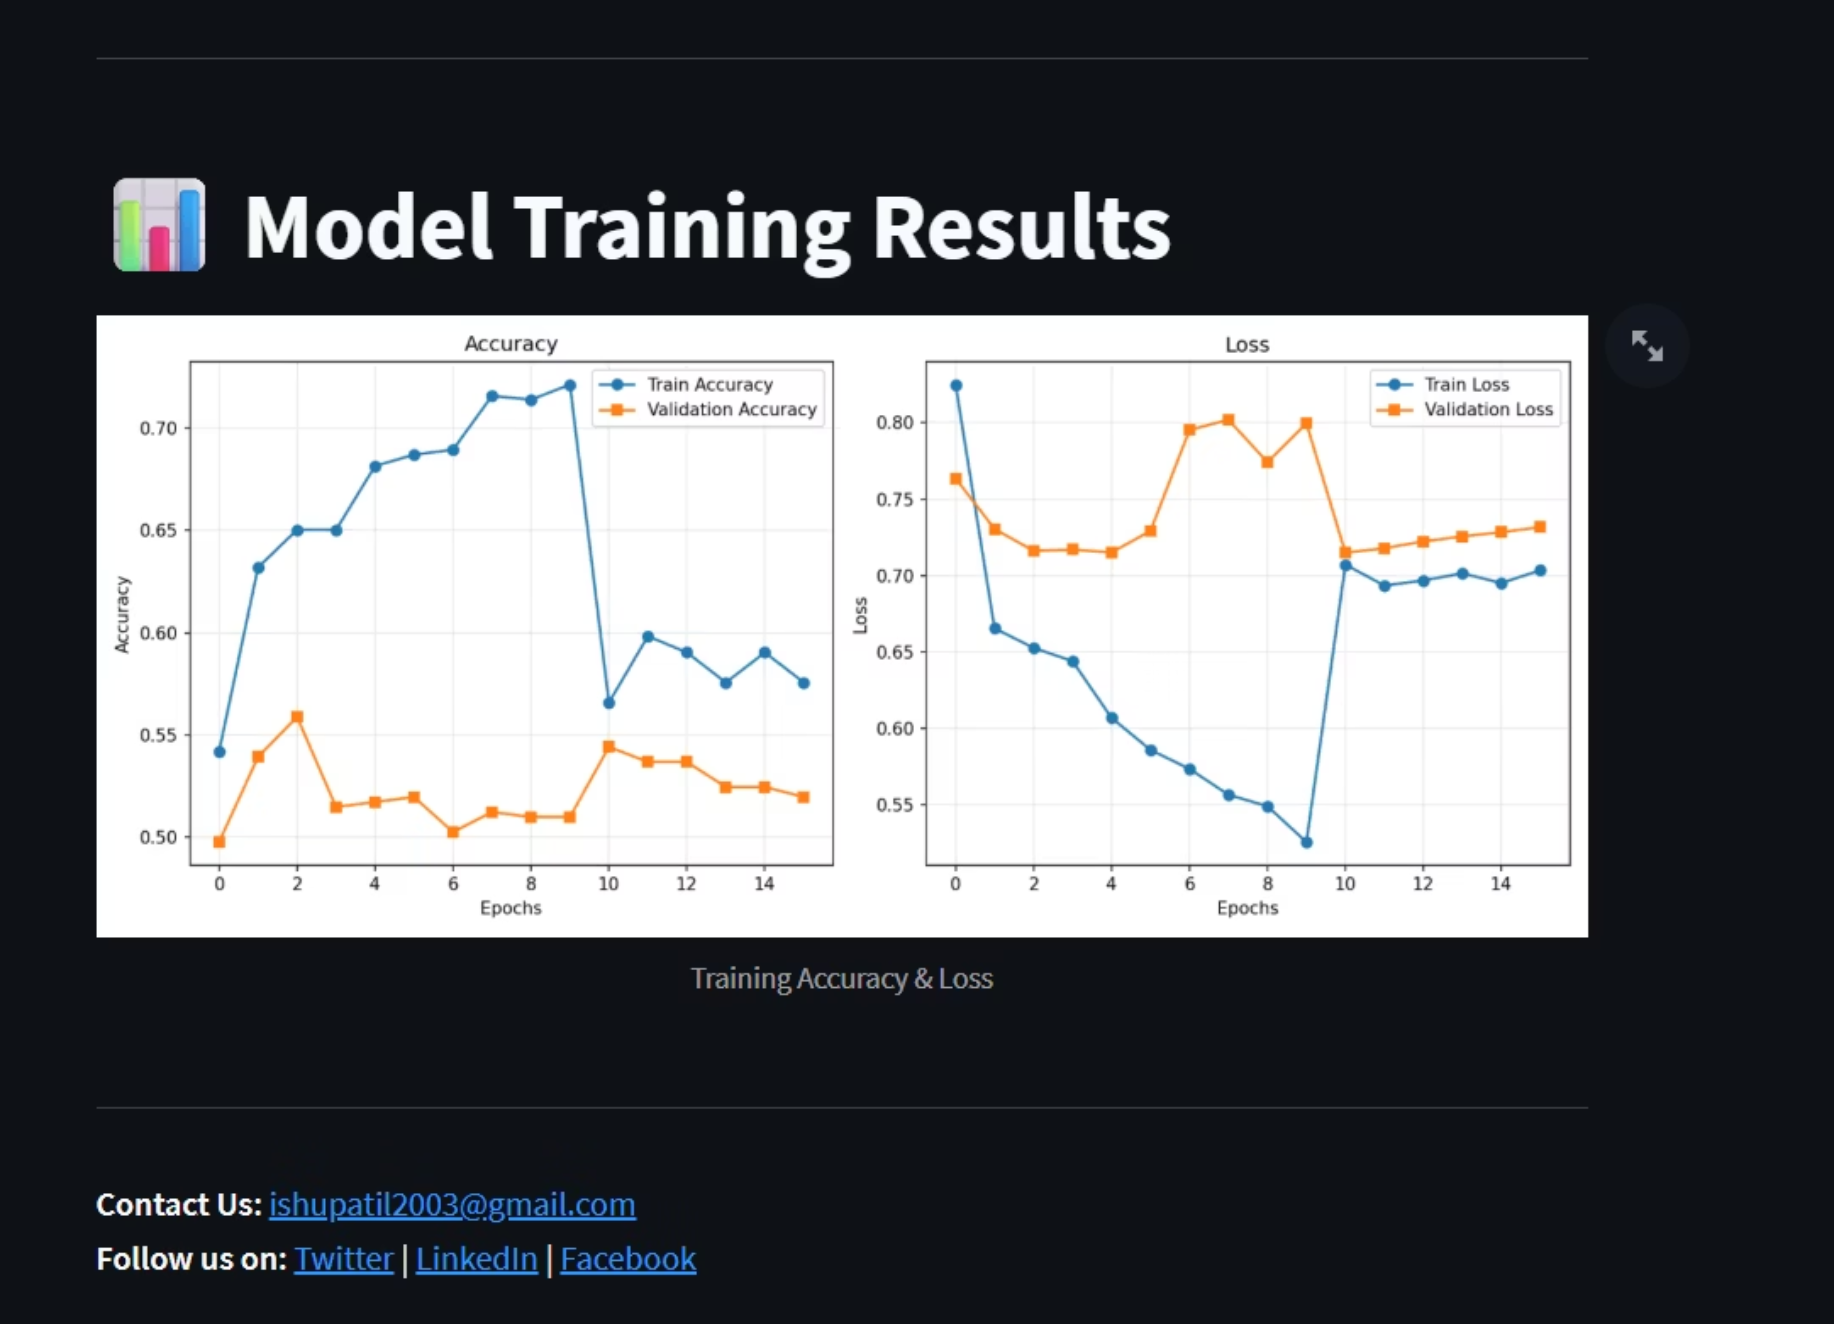 Model Training Results
Accuracy
Train Accuracy
Validation Accuracy
0.70
0.65
0.60
0.55
0.50
Accuracy
0 2 4 6 8 10 12 14
Epochs
Loss
Train Loss
Validation Loss
0.80
0.75
0.70
0.65
0.60
0.55
Loss
0 2 4 6 8 10 12 14
Epochs
Training Accuracy & Loss
Contact Us: ishupatil2003@gmail.com
Follow us on: Twitter | LinkedIn | Facebook